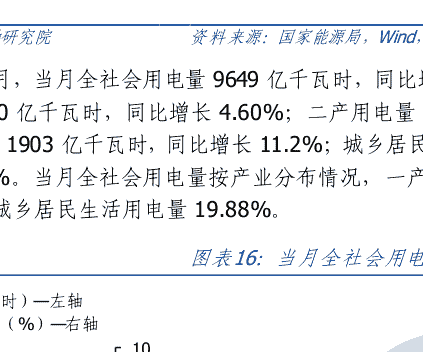 研究院 资料来源：国家能源局，Wind，
月，当月全社会用电量 9649 亿千瓦时，同比
0 亿千瓦时，同比增长 4.60%；二产用电量
1903 亿千瓦时，同比增长 11.2%；城乡居民
%。当月全社会用电量按产业分布情况，一产
城乡居民生活用电量 19.88%。
图表16：当月全社会用电
时）—左轴
（%）—右轴
10